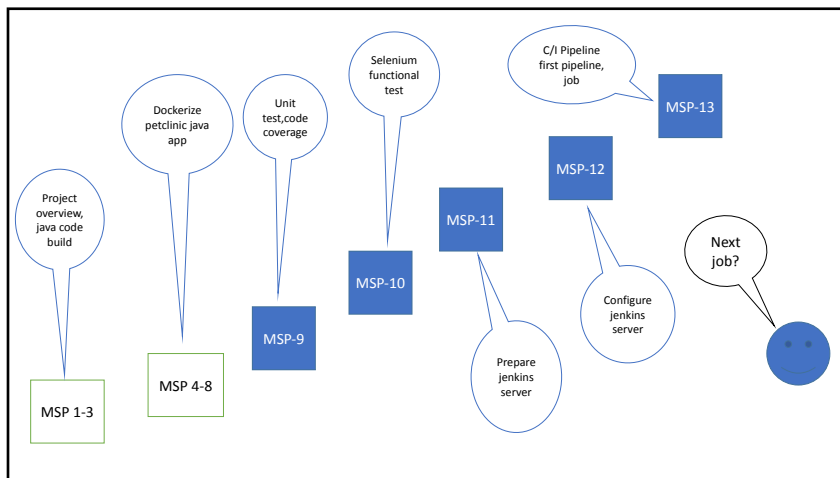 Project
overview,
java code
build
MSP 1-3
Dockerize
petclinic java
app
MSP 4-8
Unit
test,code
coverage
MSP-9
Selenium
functional
test
MSP-10
MSP-11
Prepare
jenkins
server
MSP-12
Configure
jenkins
server
C/I Pipeline
first pipeline,
job
MSP-13
Next
job?